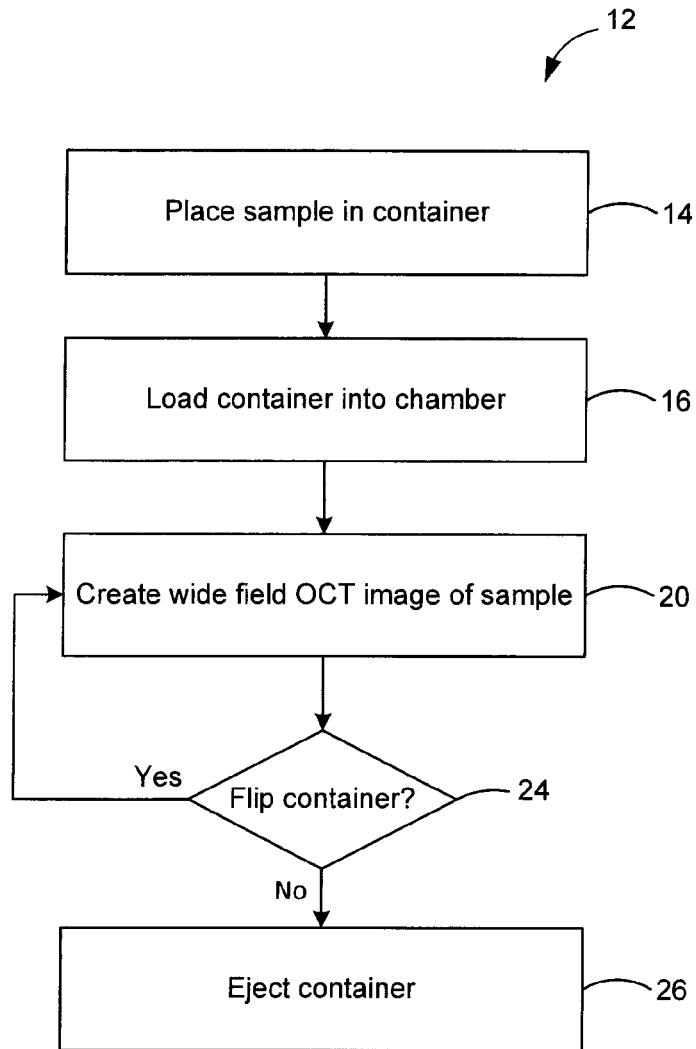 12
Place sample in container
14
Load container into chamber
16
Create wide field OCT image of sample
20
Yes
Flip container?
24
No
Eject container
26